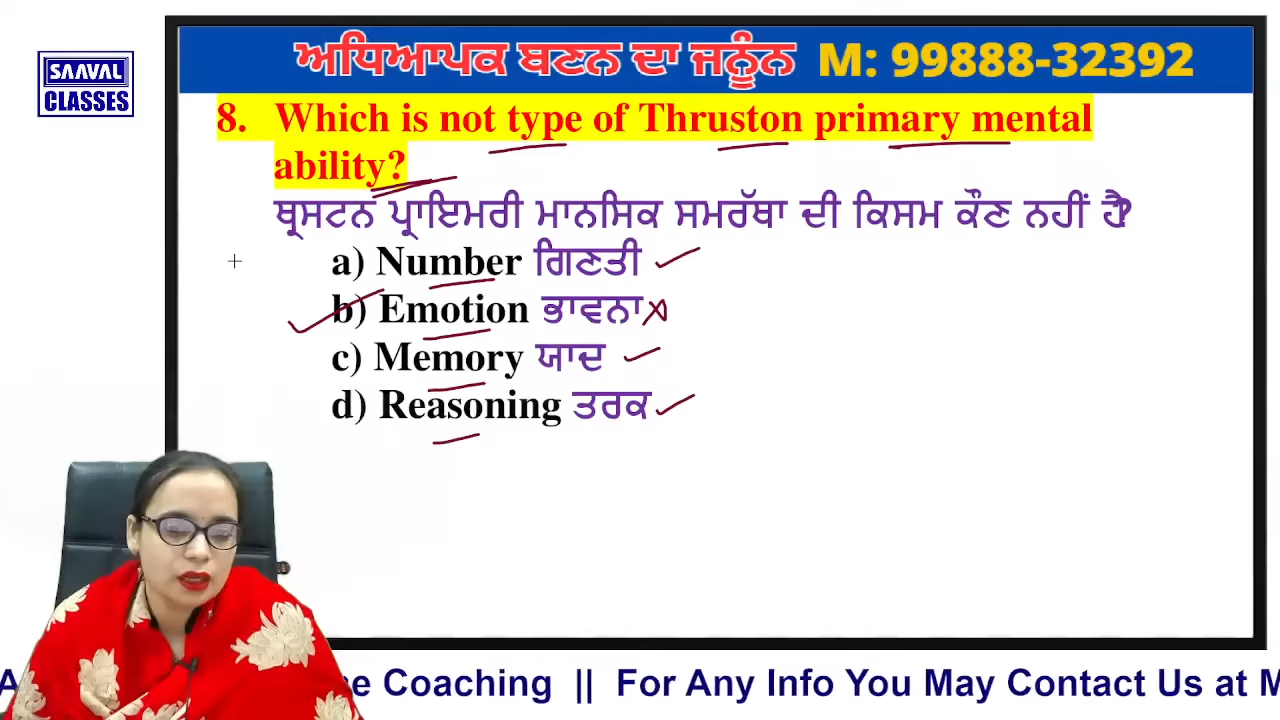 SAAVAL
CLASSES
ਅਧਿਆਪਕ ਬਣਨ ਦਾ ਜਨੂੰਨ M: 99888-32392
8. Which is not type of Thruston primary mental
ability?
ਥ੍ਰਸਟਨ ਪ੍ਰਾਇਮਰੀ ਮਾਨਸਿਕ ਸਮਰੱਥਾ ਦੀ ਕਿਸਮ ਕੌਣ ਨਹੀਂ ਹੈ?
a) Number ਗਿਣਤੀ
b) Emotion ਭਾਵਨਾ
c) Memory ਯਾਦ
d) Reasoning ਤਰਕ
Coaching || For Any Info You May Contact Us at